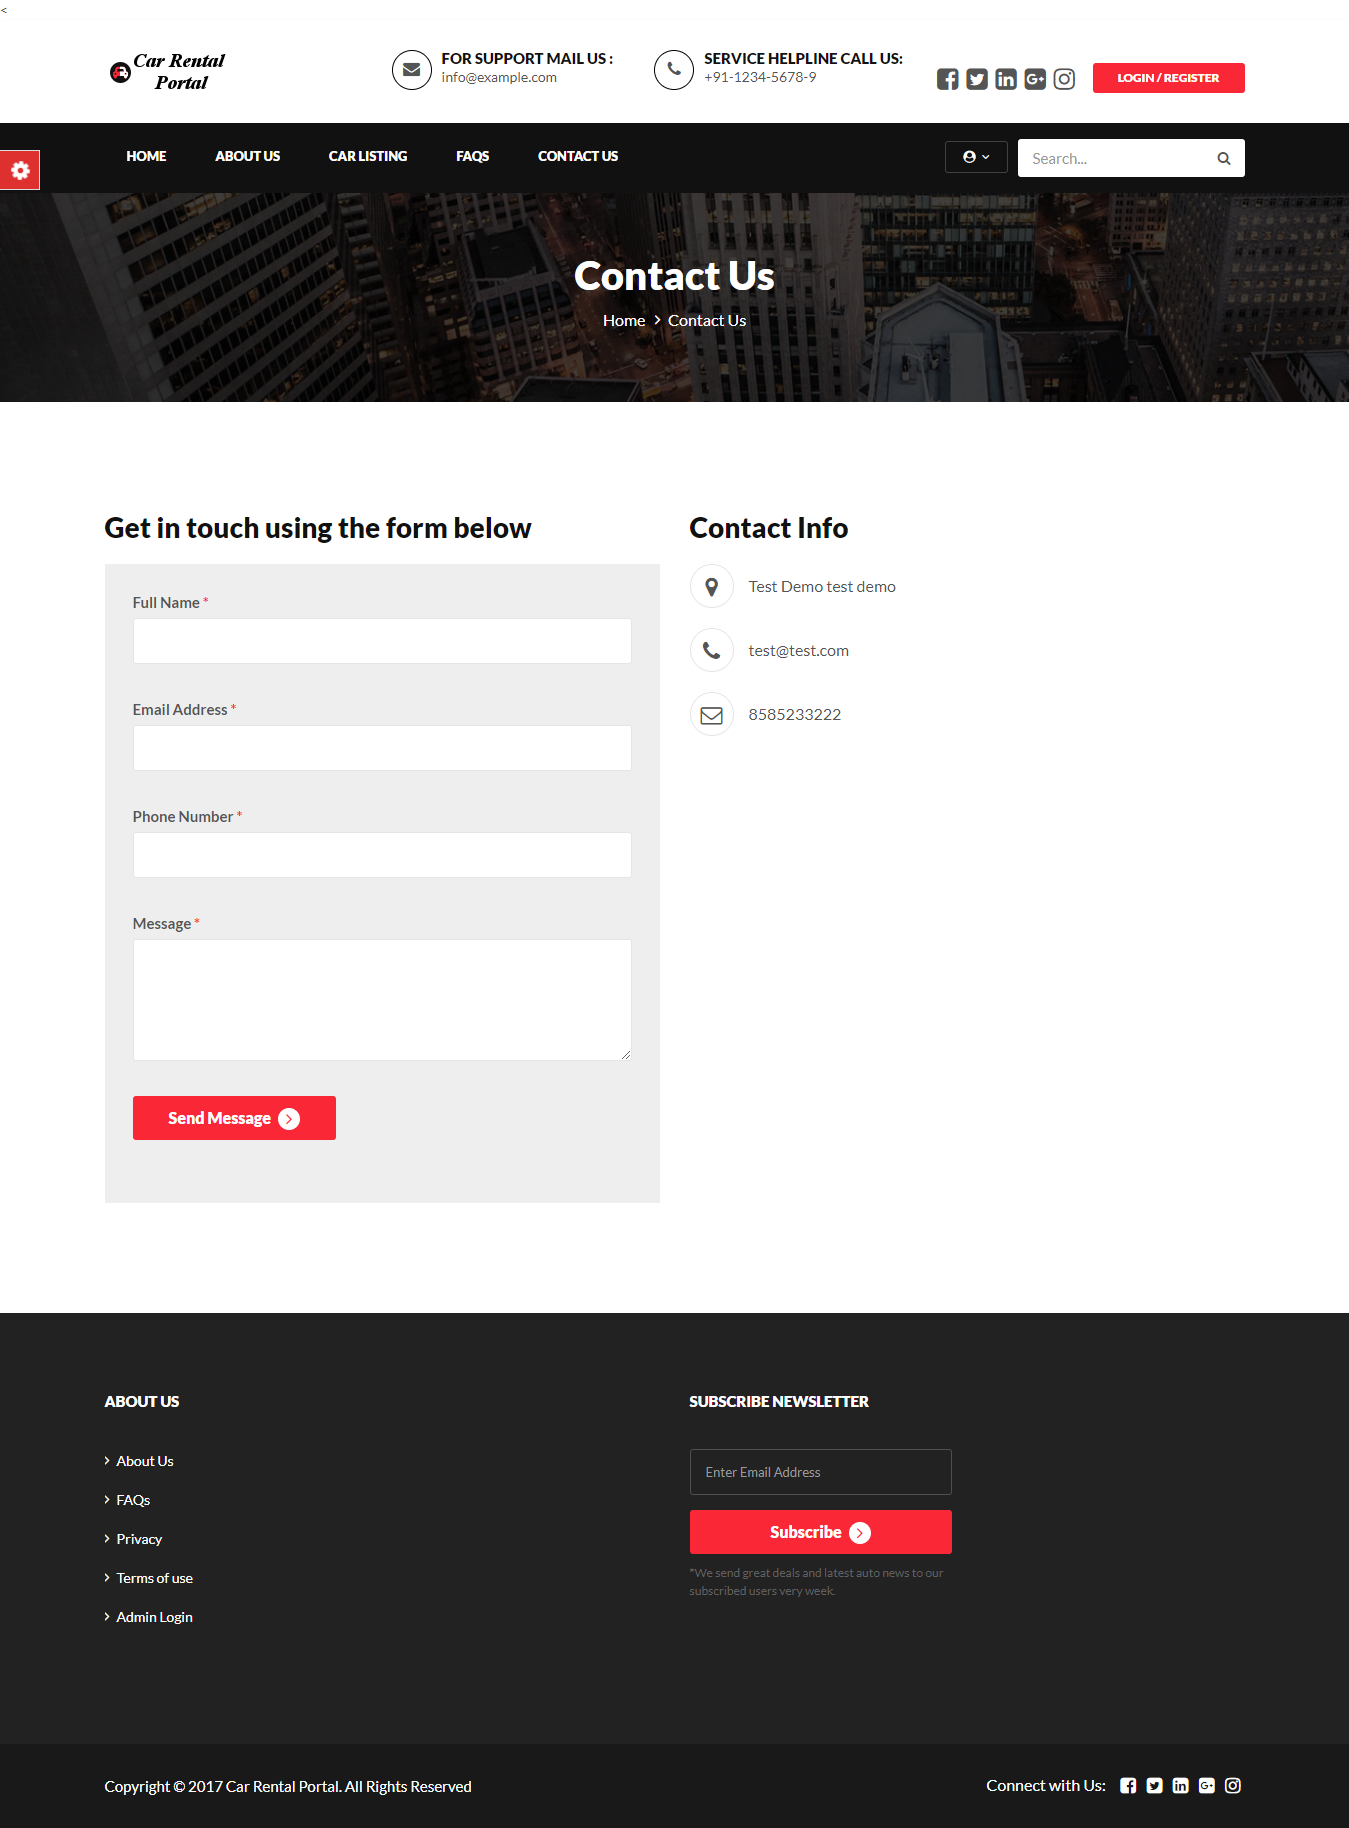 <
Car Rental
Portal
FOR SUPPORT MAIL US :
info@example.com
SERVICE HELPLINE CALL US:
+91-1234-5678-9
LOGIN / REGISTER
HOME
ABOUT US
CAR LISTING
FAQS
CONTACT US
Search...
Contact Us
Home > Contact Us
Get in touch using the form below
Full Name *
Email Address *
Phone Number *
Message *
Send Message
Contact Info
Test Demo test demo
test@test.com
8585233222
ABOUT US
About Us
FAQs
Privacy
Terms of use
Admin Login
SUBSCRIBE NEWSLETTER
Enter Email Address
Subscribe
*We send great deals and latest auto news to our
subscribed users very week.
Copyright © 2017 Car Rental Portal. All Rights Reserved
Connect with Us: